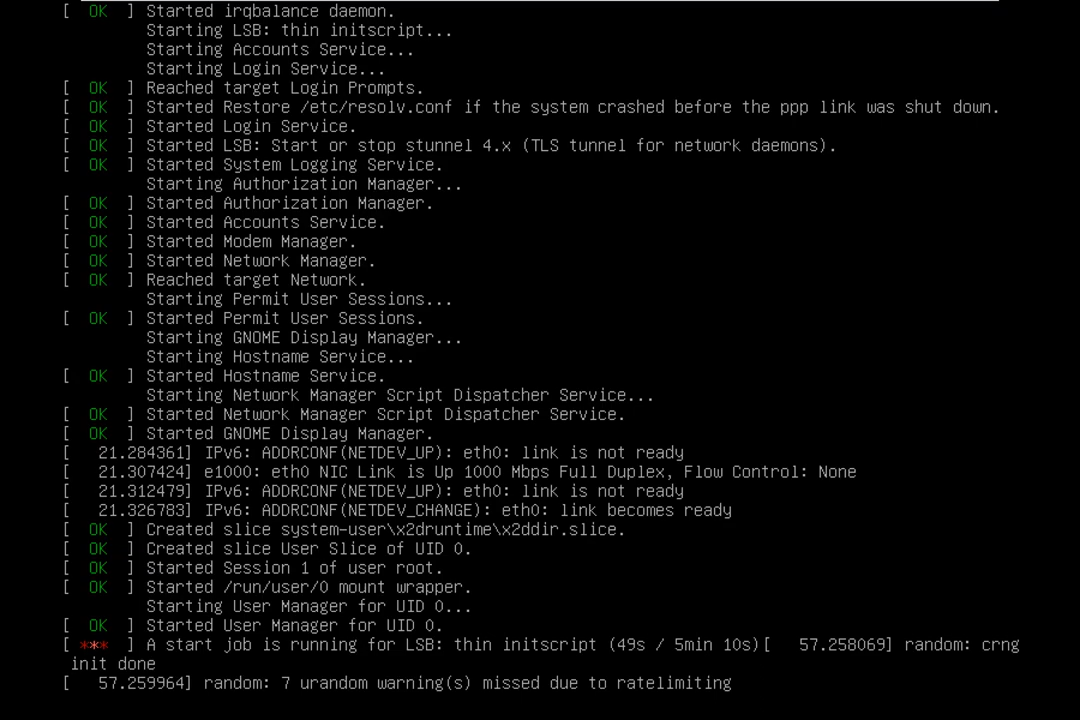 [  OK  ] Started irqbalance daemon.
Starting LSB: thin initscript...
Starting Accounts Service...
Starting Login Service...
[  OK  ] Reached target Login Prompts.
[  OK  ] Started Restore /etc/resolv.conf if the system crashed before the ppp link was shut down.
[  OK  ] Started Login Service.
[  OK  ] Started LSB: Start or stop stunnel 4.x (TLS tunnel for network daemons).
[  OK  ] Started System Logging Service.
Starting Authorization Manager...
[  OK  ] Started Authorization Manager.
[  OK  ] Started Accounts Service.
[  OK  ] Started Modem Manager.
[  OK  ] Started Network Manager.
[  OK  ] Reached target Network.
Starting Permit User Sessions...
[  OK  ] Started Permit User Sessions.
Starting GNOME Display Manager...
Starting Hostname Service...
[  OK  ] Started Hostname Service.
Starting Network Manager Script Dispatcher Service...
[  OK  ] Started Network Manager Script Dispatcher Service.
[  OK  ] Started GNOME Display Manager.
[   21.284361] IPv6: ADDRCONF(NETDEV_UP): eth0: link is not ready
[   21.307424] e1000: eth0 NIC Link is Up 1000 Mbps Full Duplex, Flow Control: None
[   21.312479] IPv6: ADDRCONF(NETDEV_UP): eth0: link is not ready
[   21.326783] IPv6: ADDRCONF(NETDEV_CHANGE): eth0: link becomes ready
[  OK  ] Created slice system-user\x2druntime\x2ddir.slice.
[  OK  ] Created slice User Slice of UID 0.
[  OK  ] Started Session 1 of user root.
[  OK  ] Started /run/user/0 mount wrapper.
Starting User Manager for UID 0...
[  OK  ] Started User Manager for UID 0.
[ ***  ] A start job is running for LSB: thin initscript (49s / 5min 10s)[   57.258069] random: crng
init done
[   57.259964] random: 7 urandom warning(s) missed due to ratelimiting